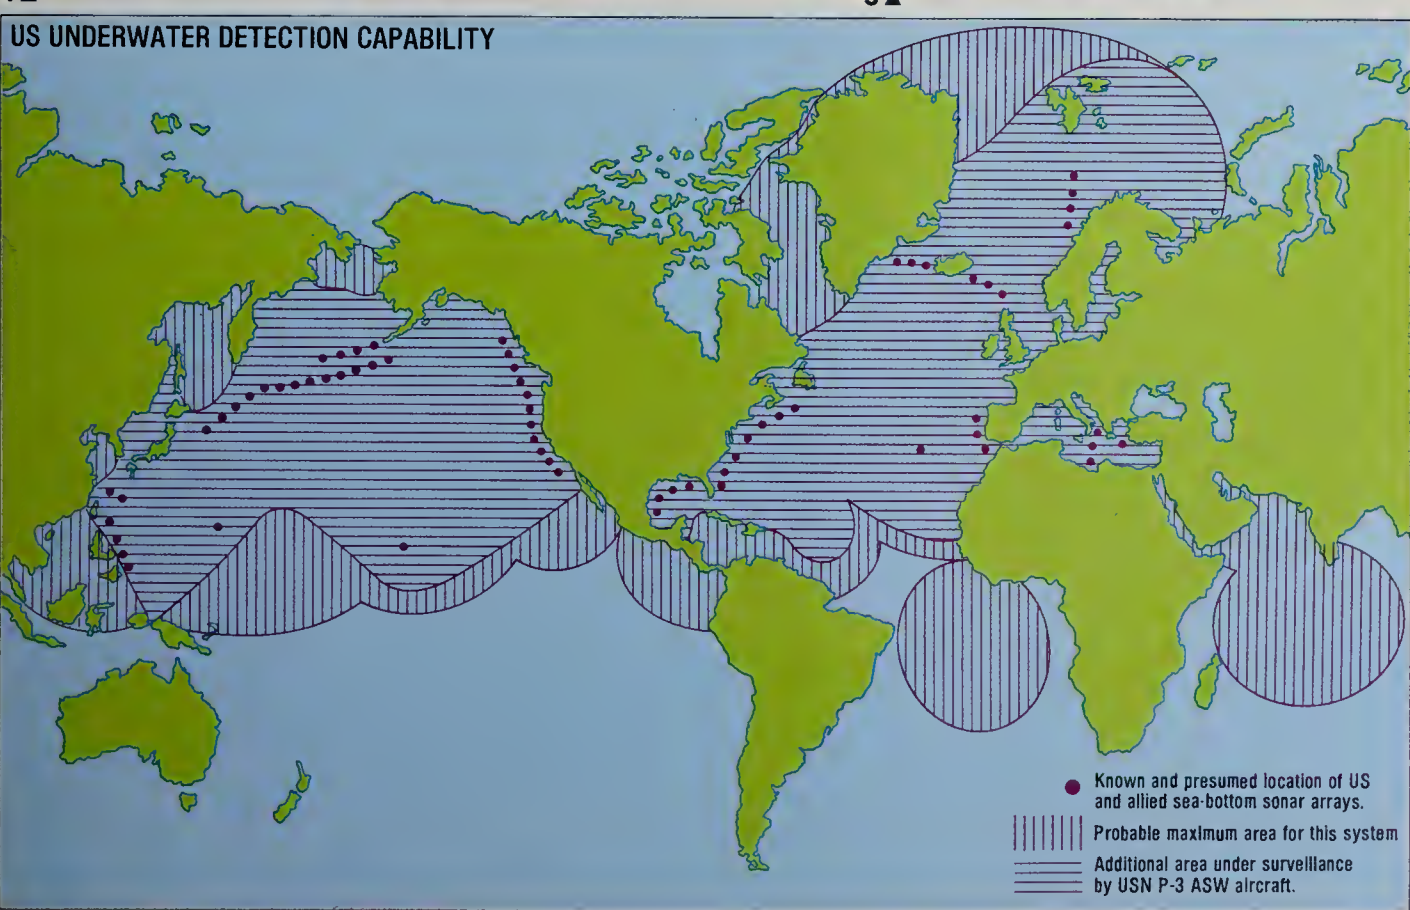 US UNDERWATER DETECTION CAPABILITY
Known and presumed location of US
and allied sea-bottom sonar arrays.
Probable maximum area for this system
Additional area under surveillance
by USN P-3 ASW aircraft.